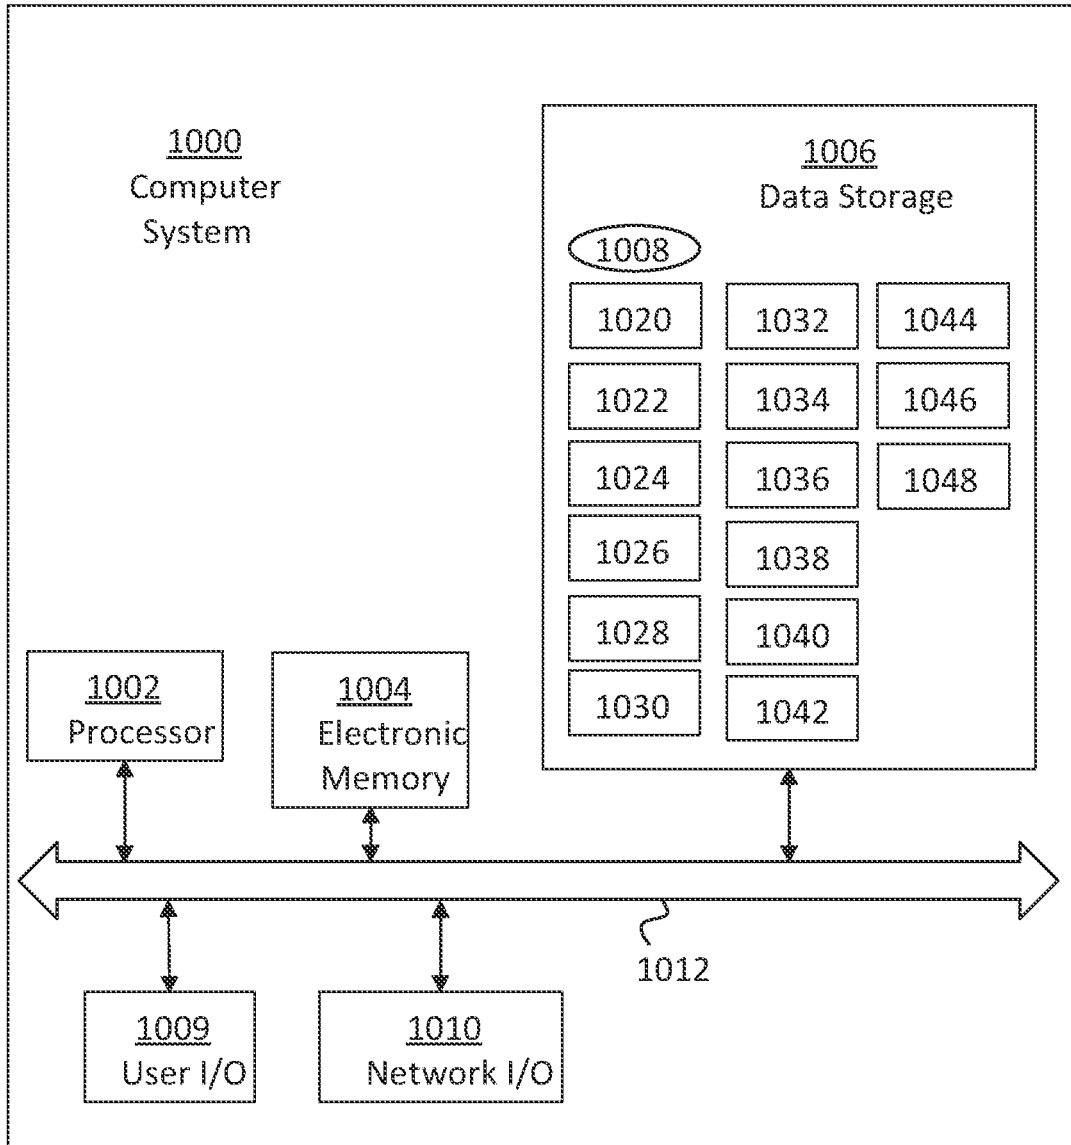 1000
Computer
System
1006
Data Storage
1008
1020 1032 1044
1022 1034 1046
1024 1036 1048
1026 1038
1028 1040
1030 1042
1002
Processor
1004
Electronic
Memory
1012
1009
User I/O
1010
Network I/O